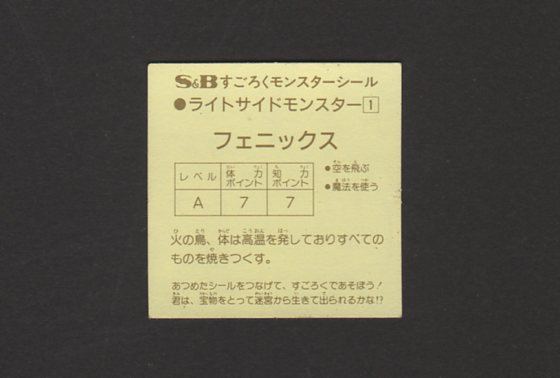 S&Bすごろくモンスターシール
●ライトサイドモンスター1
フェニックス
レベル 体力ポイント 知力ポイント
A 7 7
●空を飛ぶ
●魔法を使う
火の鳥、体は高温を発しておりすべての
ものを焼きつくす。
あつめたシールをつなげて、すごろくであそぼう！
君は、宝物をとって迷宮から生きて出られるかな!?